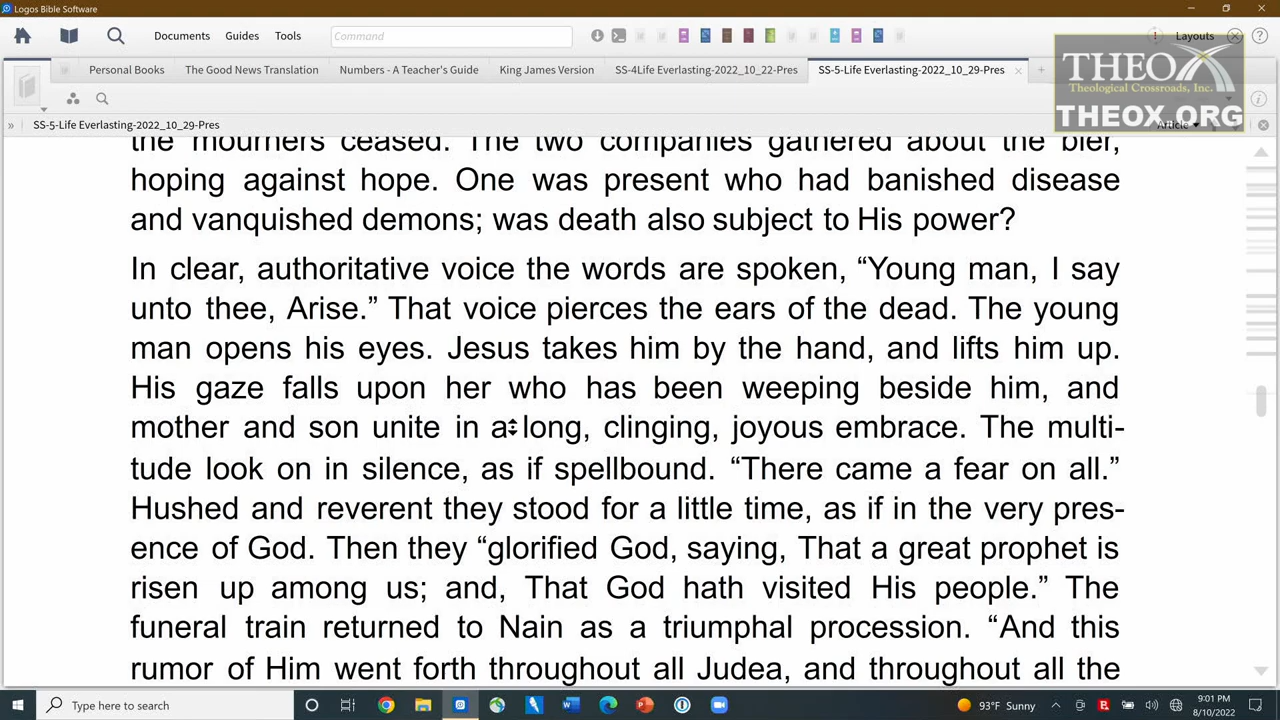 Logos Bible Software
Documents Guides Tools Command Layouts
Personal Books The Good News Translation Numbers - A Teacher's Guide King James Version SS-4Life Everlasting-2022_10_22-Pres SS-5-Life Everlasting-2022_10_29-Pres
THEOX
Theological Crossroads, Inc.
THEOX.ORG
SS-5-Life Everlasting-2022_10_29-Pres Article
the mourners ceased. The two companies gathered about the bier,
hoping against hope. One was present who had banished disease
and vanquished demons; was death also subject to His power?
In clear, authoritative voice the words are spoken, “Young man, I say
unto thee, Arise.” That voice pierces the ears of the dead. The young
man opens his eyes. Jesus takes him by the hand, and lifts him up.
His gaze falls upon her who has been weeping beside him, and
mother and son unite in a long, clinging, joyous embrace. The multi-
tude look on in silence, as if spellbound. “There came a fear on all.”
Hushed and reverent they stood for a little time, as if in the very pres-
ence of God. Then they “glorified God, saying, That a great prophet is
risen up among us; and, That God hath visited His people.” The
funeral train returned to Nain as a triumphal procession. “And this
rumor of Him went forth throughout all Judea, and throughout all the
Type here to search 93°F Sunny 9:01 PM
8/10/2022